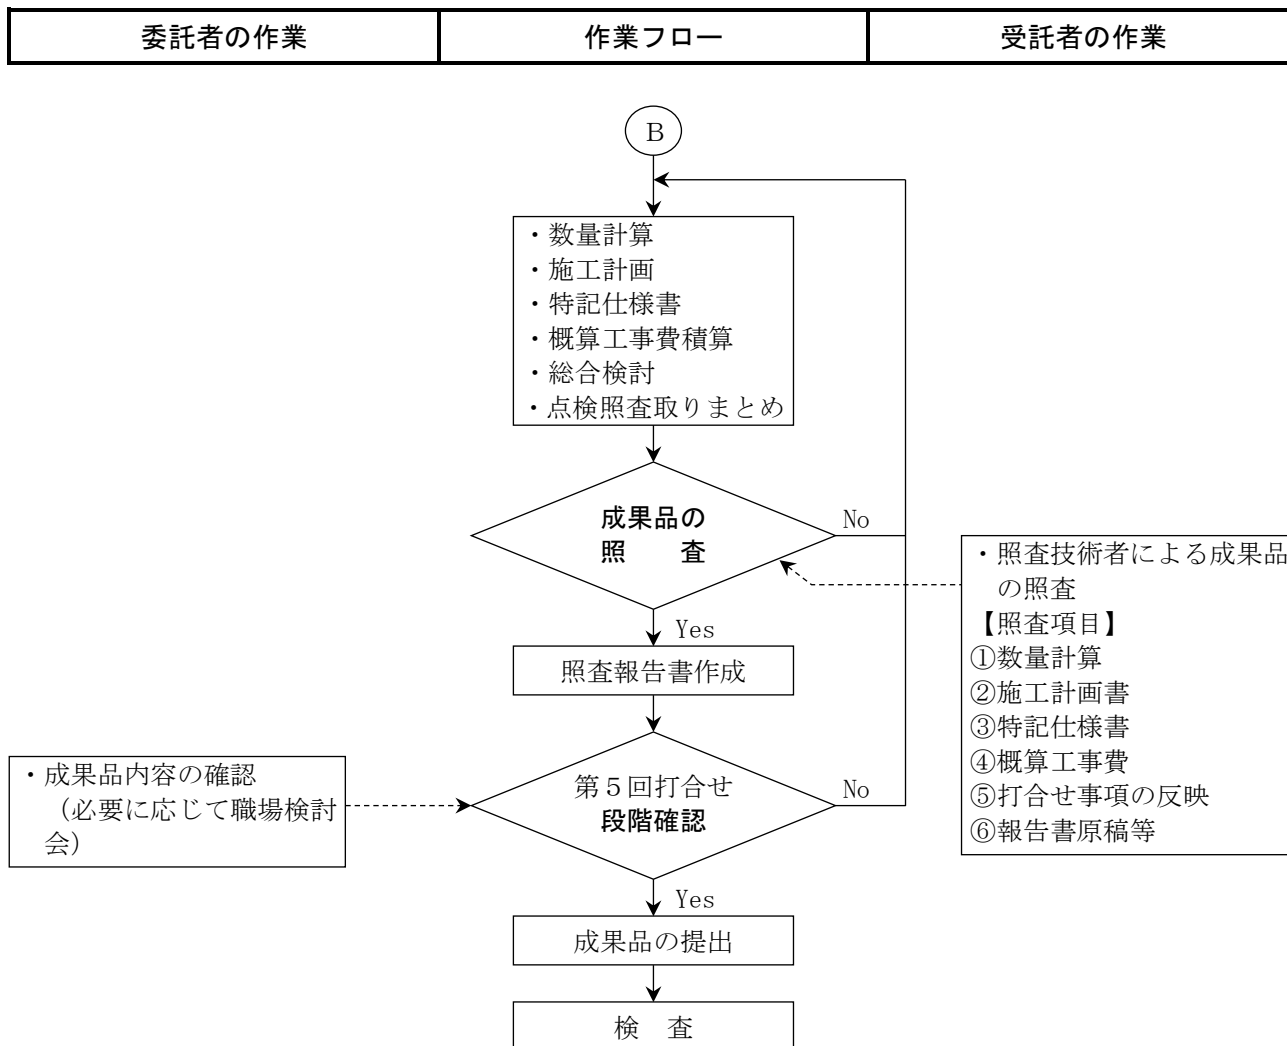 委託者の作業
作業フロー
受託者の作業
B
・数量計算
・施工計画
・特記仕様書
・概算工事費積算
・総合検討
・点検照査取りまとめ
成果品の
照　　査
No
・照査技術者による成果品
の照査
【照査項目】
①数量計算
②施工計画書
③特記仕様書
④概算工事費
⑤打合せ事項の反映
⑥報告書原稿等
Yes
照査報告書作成
・成果品内容の確認
（必要に応じて職場検討
会）
第５回打合せ
段階確認
No
Yes
成果品の提出
検　査